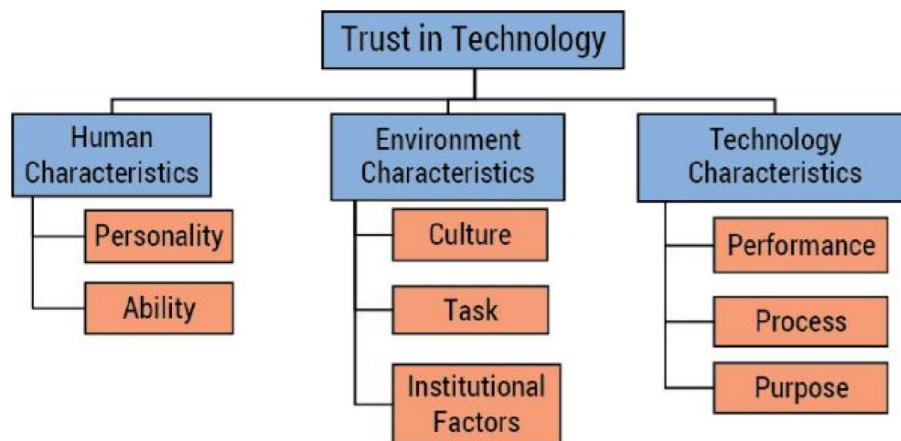 Trust in Technology
Human
Characteristics
Personality
Ability
Environment
Characteristics
Culture
Task
Institutional
Factors
Technology
Characteristics
Performance
Process
Purpose